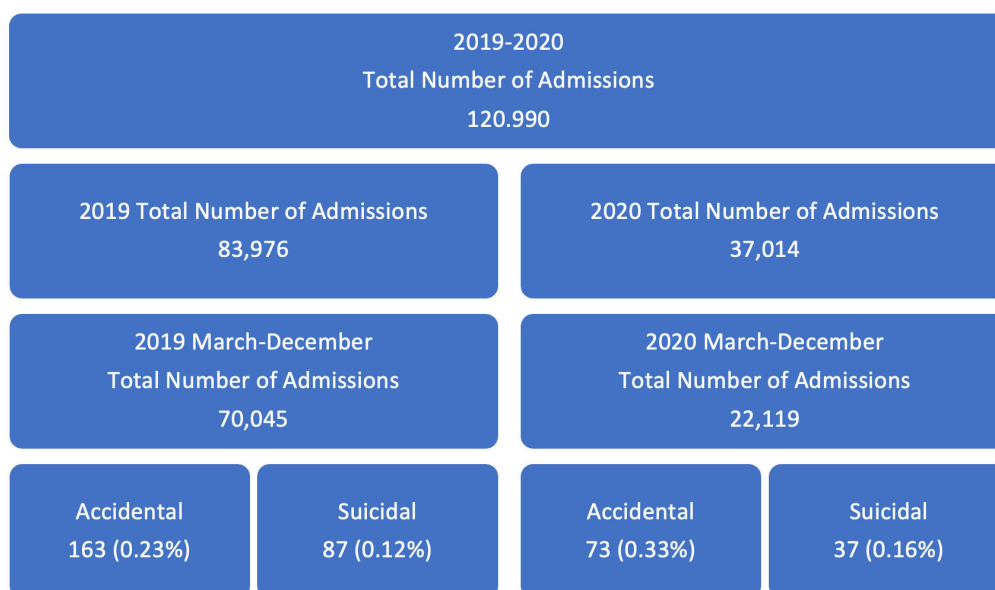 2019-2020
Total Number of Admissions
120.990
2019 Total Number of Admissions
83,976
2020 Total Number of Admissions
37,014
2019 March-December
Total Number of Admissions
70,045
2020 March-December
Total Number of Admissions
22,119
Accidental
163 (0.23%)
Suicidal
87 (0.12%)
Accidental
73 (0.33%)
Suicidal
37 (0.16%)